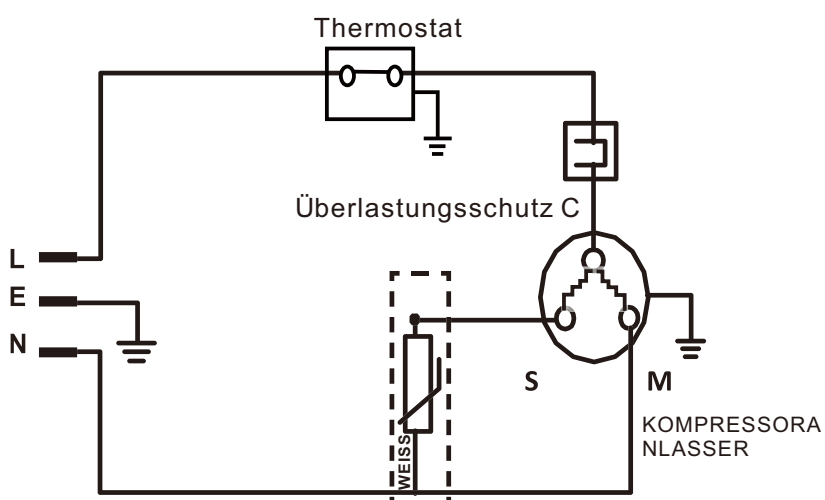 Thermostat
Überlastungsschutz C
L
E
N
S
M
WEISS
KOMPRESSORA
NLASSER